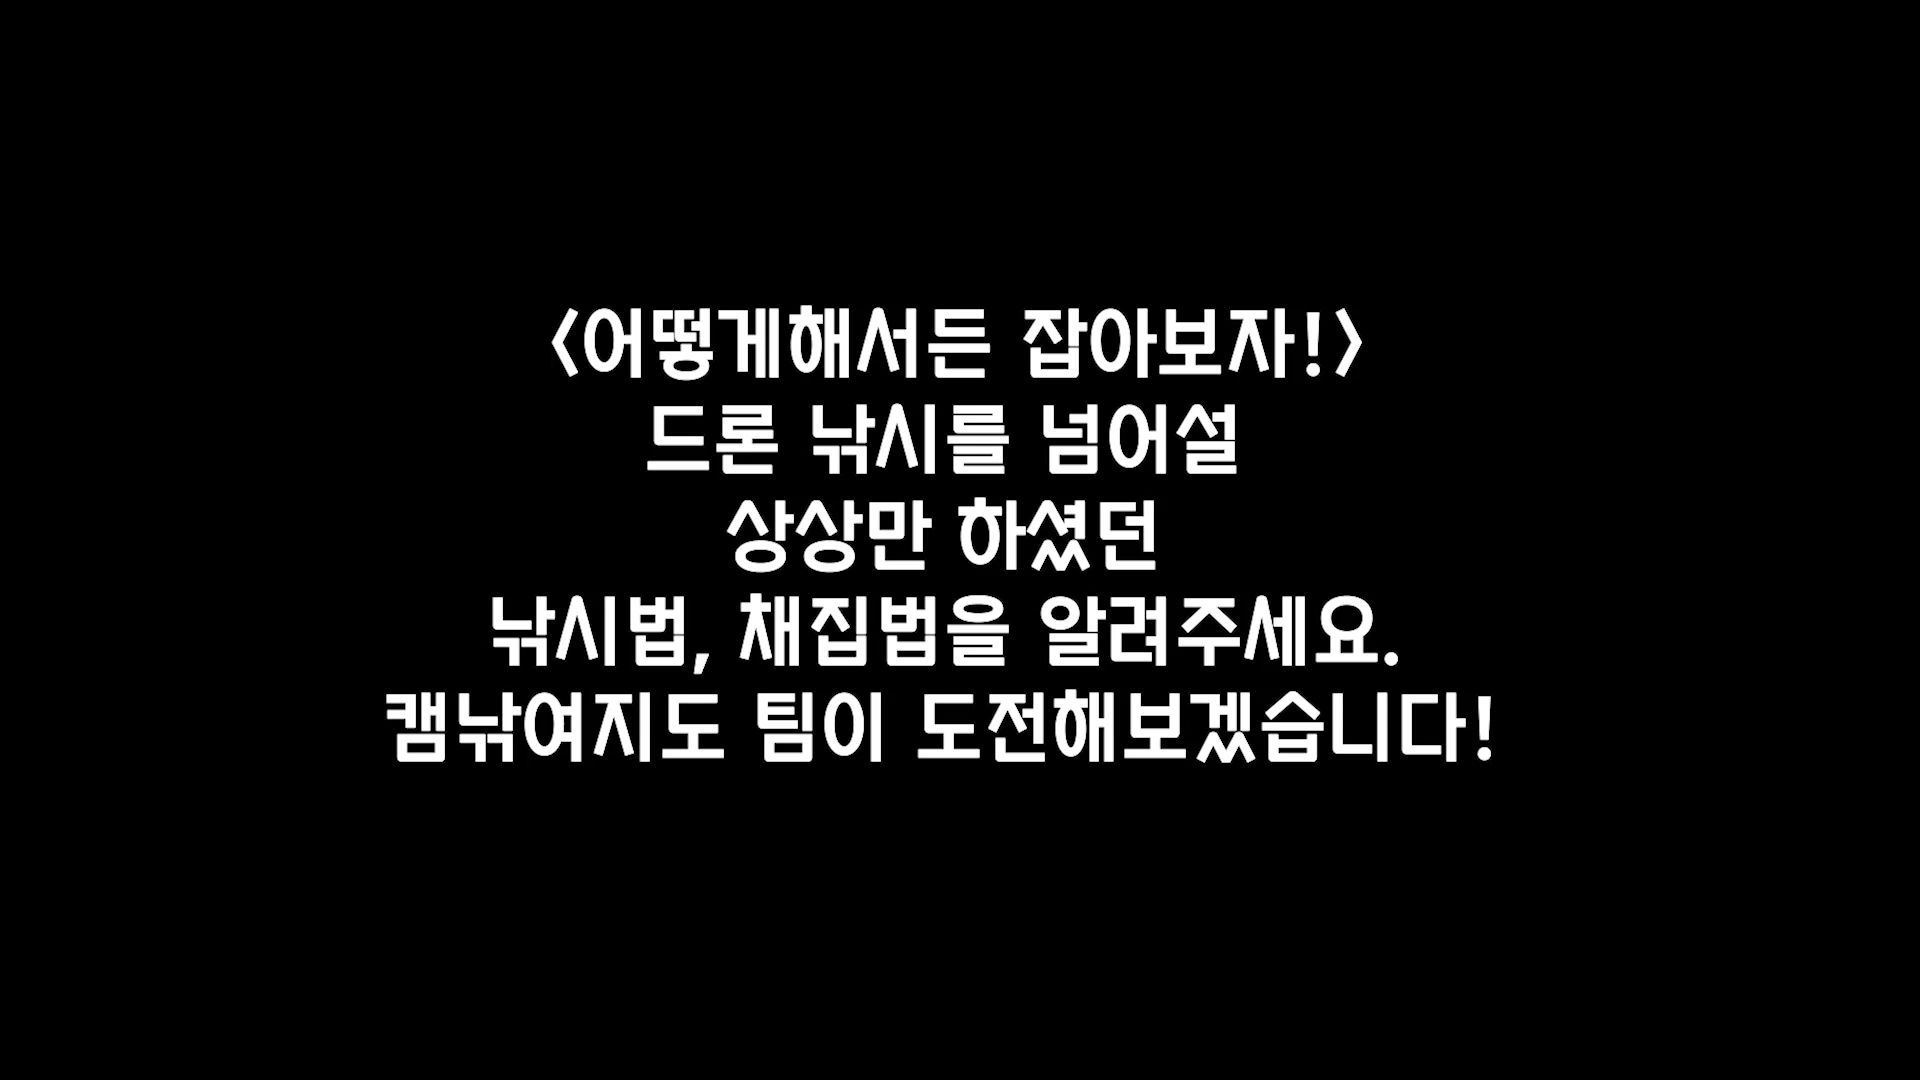 <어떻게해서든 잡아보자!>
드론 낚시를 넘어설
상상만 하셨던
낚시법, 채집법을 알려주세요.
캠낚여지도 팀이 도전해보겠습니다!